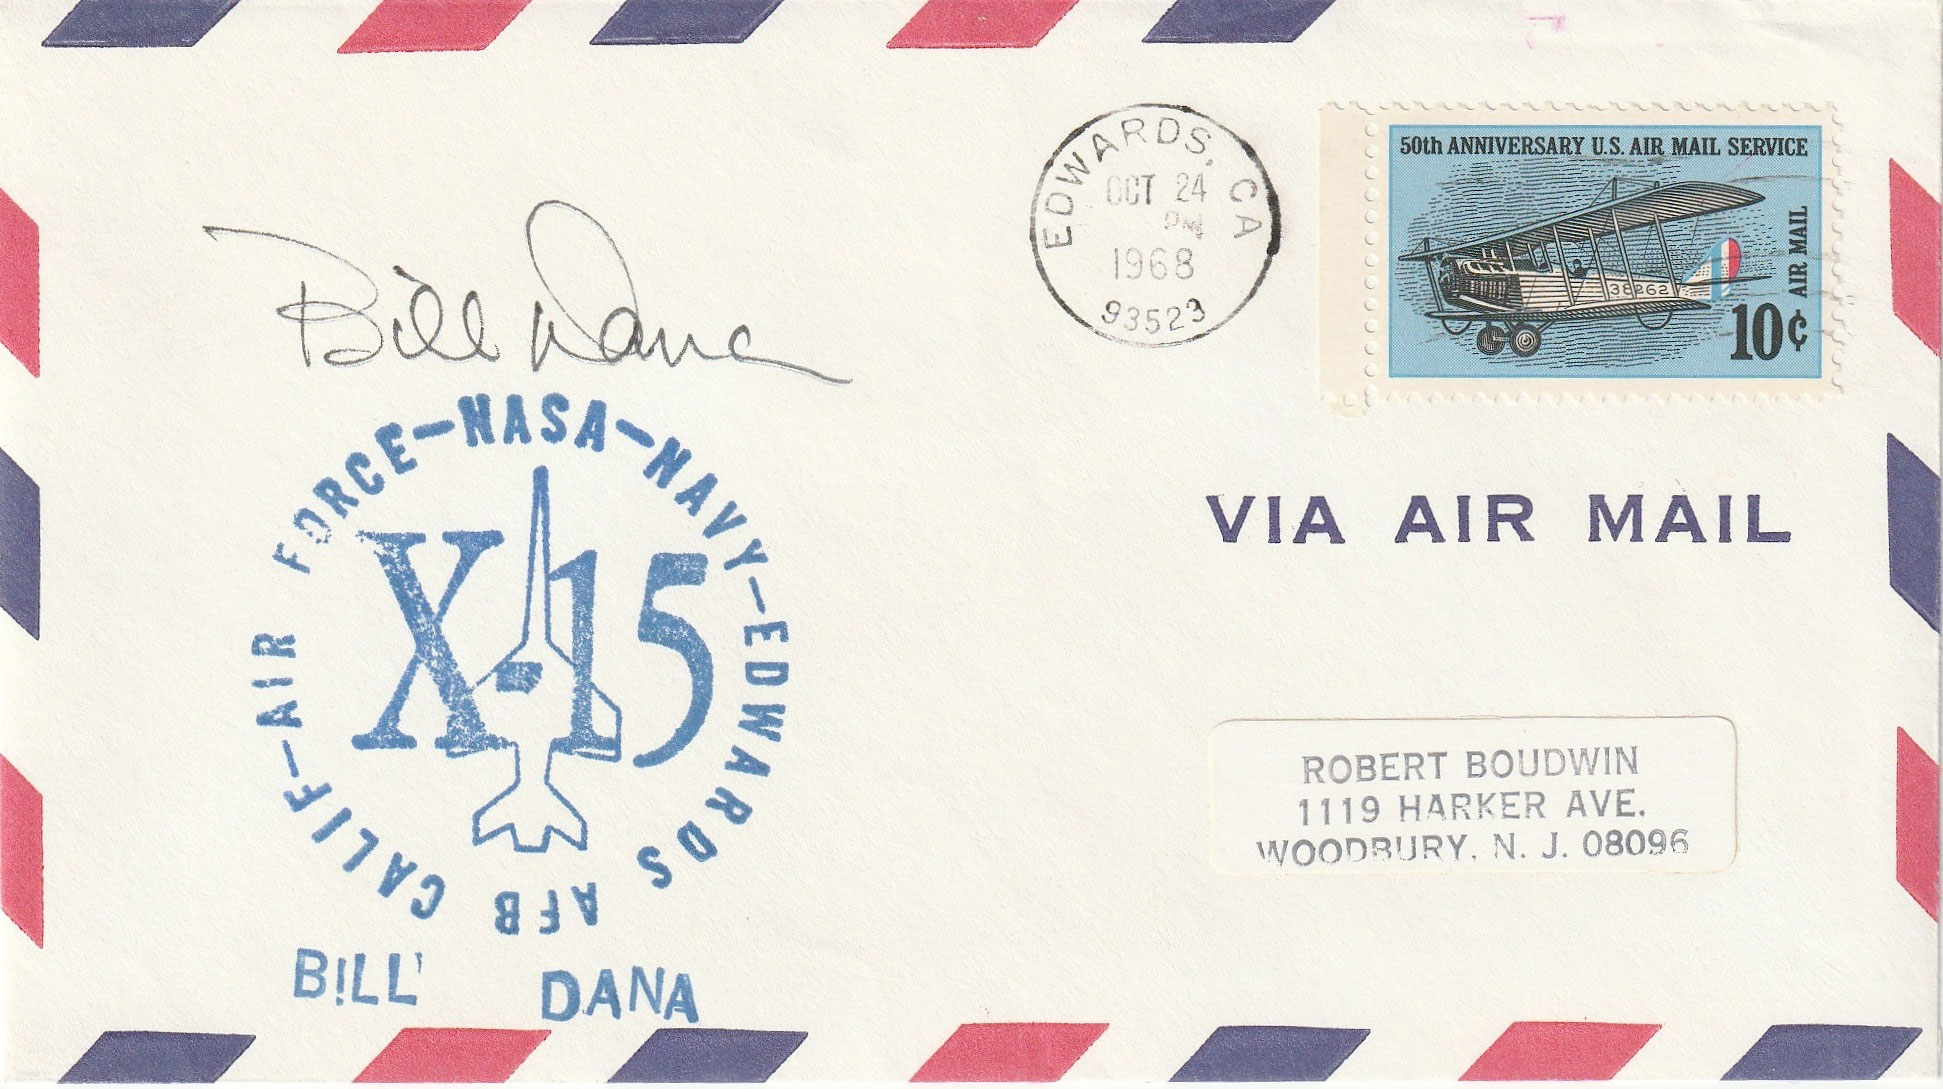 Bill Dana
EDWARDS, CA
OCT 24
PM
1968
93523
50th ANNIVERSARY U.S. AIR MAIL SERVICE
AIR MAIL
38262
10¢
AIR FORCE-NASA-NAVY-EDWARDS AFB CALIF-
X-15
VIA AIR MAIL
ROBERT BOUDWIN
1119 HARKER AVE.
WOODBURY, N. J. 08096
BiLL DANA